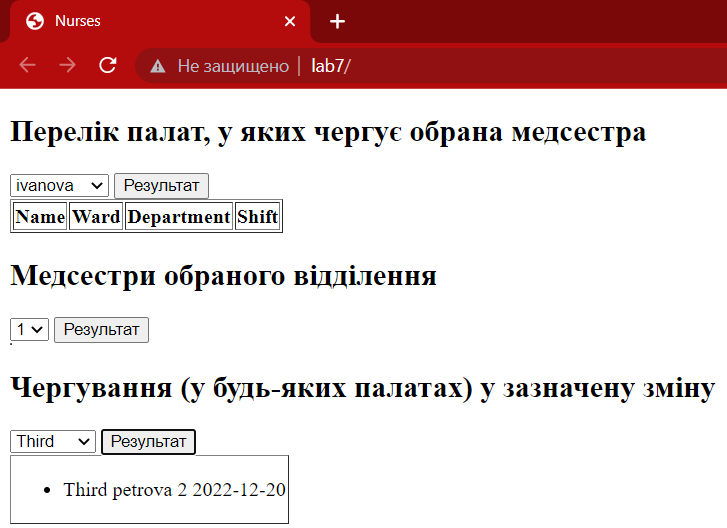 Nurses
Не защищено | lab7/
Перелік палат, у яких чергує обрана медсестра
ivanova Результат
Name Ward Department Shift
Медсестри обраного відділення
1 Результат
Чергування (у будь-яких палатах) у зазначену зміну
Third Результат
• Third petrova 2 2022-12-20